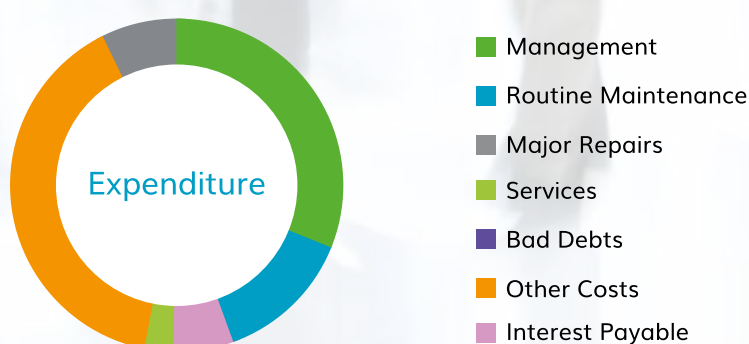 Expenditure
Management
Routine Maintenance
Major Repairs
Services
Bad Debts
Other Costs
Interest Payable